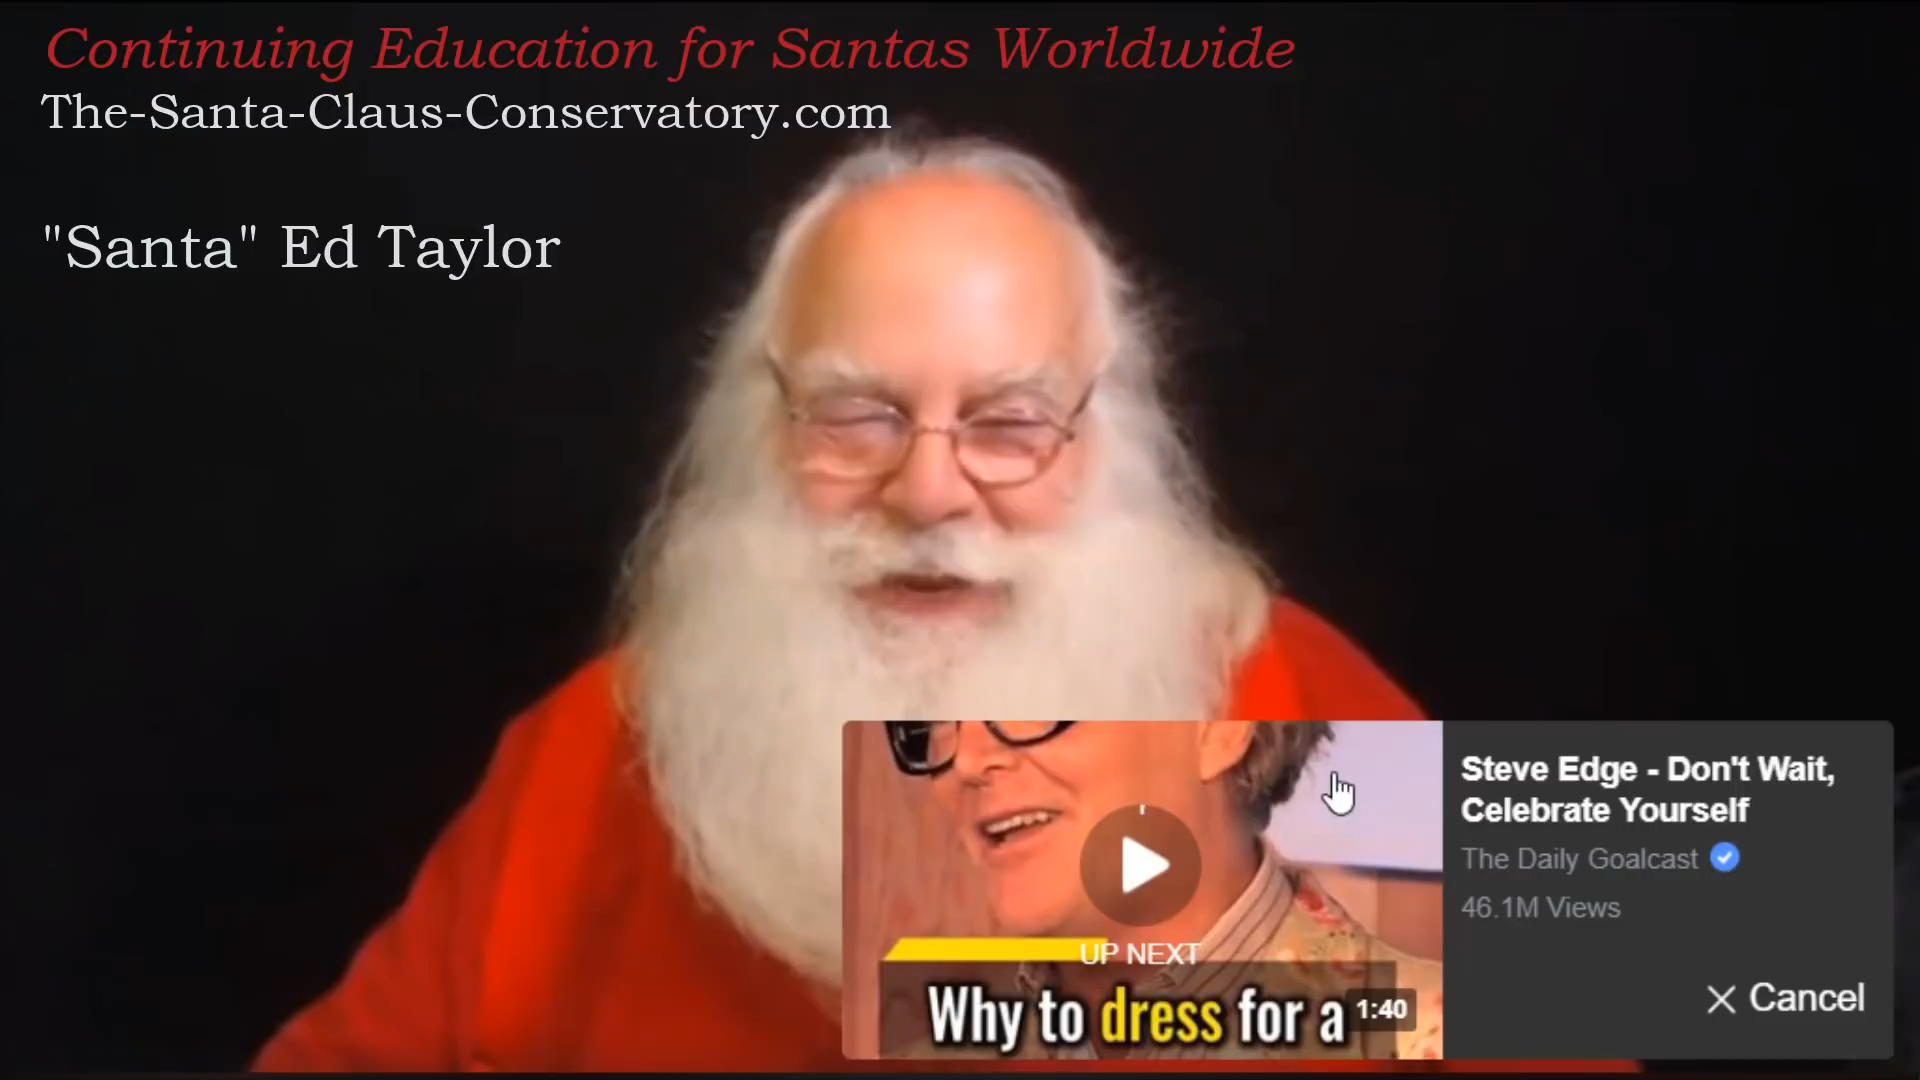 Continuing Education for Santas Worldwide
The-Santa-Claus-Conservatory.com
"Santa" Ed Taylor
Steve Edge - Don't Wait,
Celebrate Yourself
The Daily Goalcast
46.1M Views
UP NEXT
Why to dress for a
1:40
Cancel